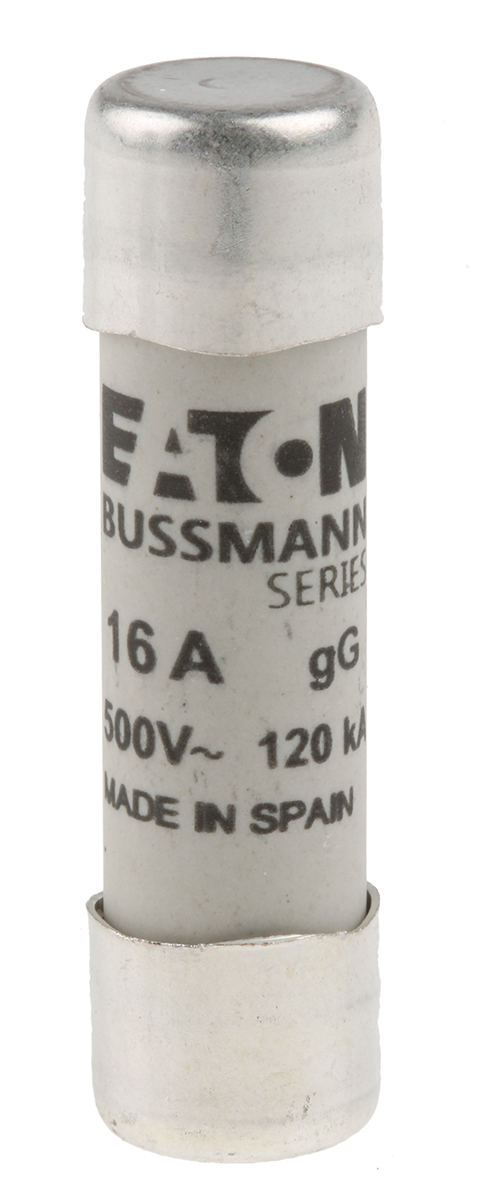 EATON
BUSSMANN
SERIES
16 A gG
500V~ 120 kA
MADE IN SPAIN